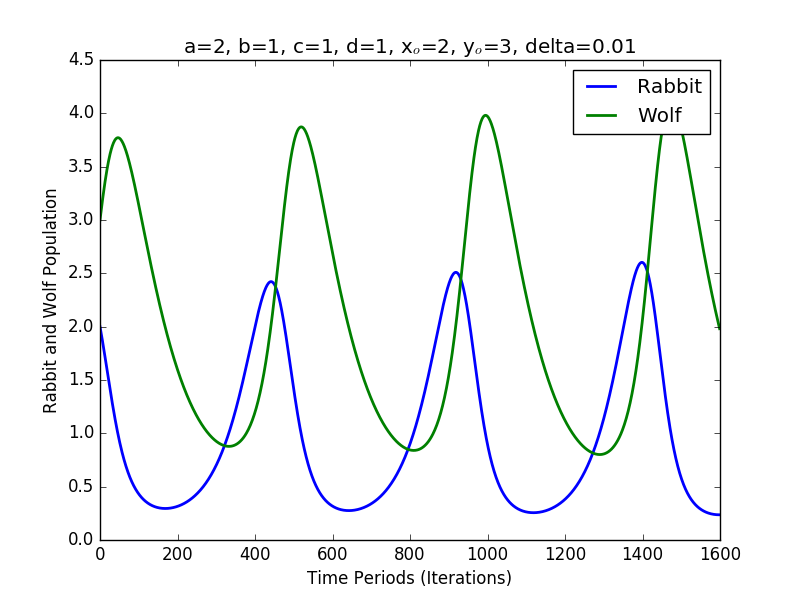 a=2, b=1, c=1, d=1, xₒ=2, yₒ=3, delta=0.01
Rabbit
Wolf
Rabbit and Wolf Population
4.5
4.0
3.5
3.0
2.5
2.0
1.5
1.0
0.5
0.0
0 200 400 600 800 1000 1200 1400 1600
Time Periods (Iterations)